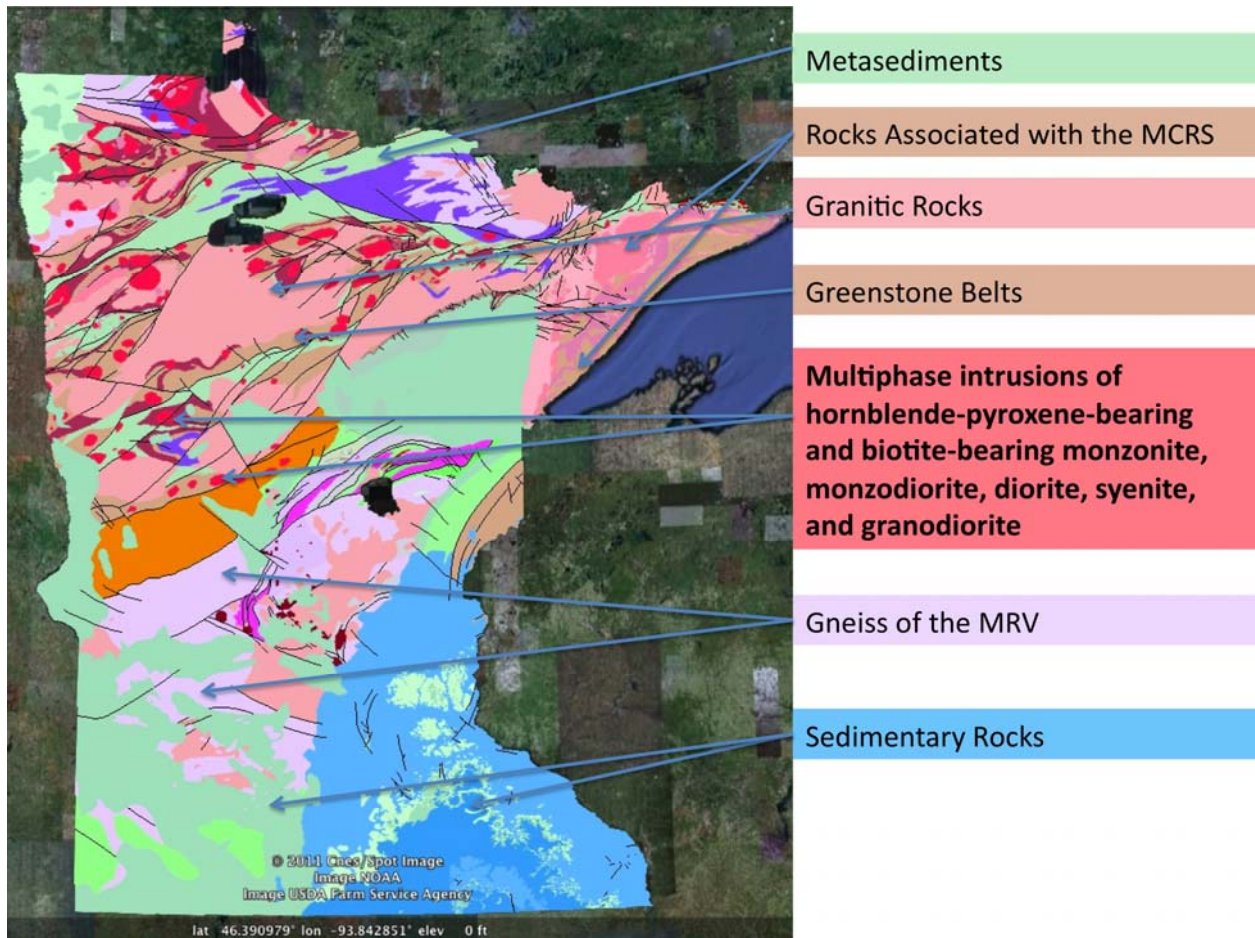 Metasediments
Rocks Associated with the MCRS
Granitic Rocks
Greenstone Belts
Multiphase intrusions of
hornblende-pyroxene-bearing
and biotite-bearing monzonite,
monzodiorite, diorite, syenite,
and granodiorite
Gneiss of the MRV
Sedimentary Rocks
© 2011 Cnes/Spot Image
Image NOAA
Image USDA Farm Service Agency
lat 46.390979° lon -93.842851° elev 0 ft